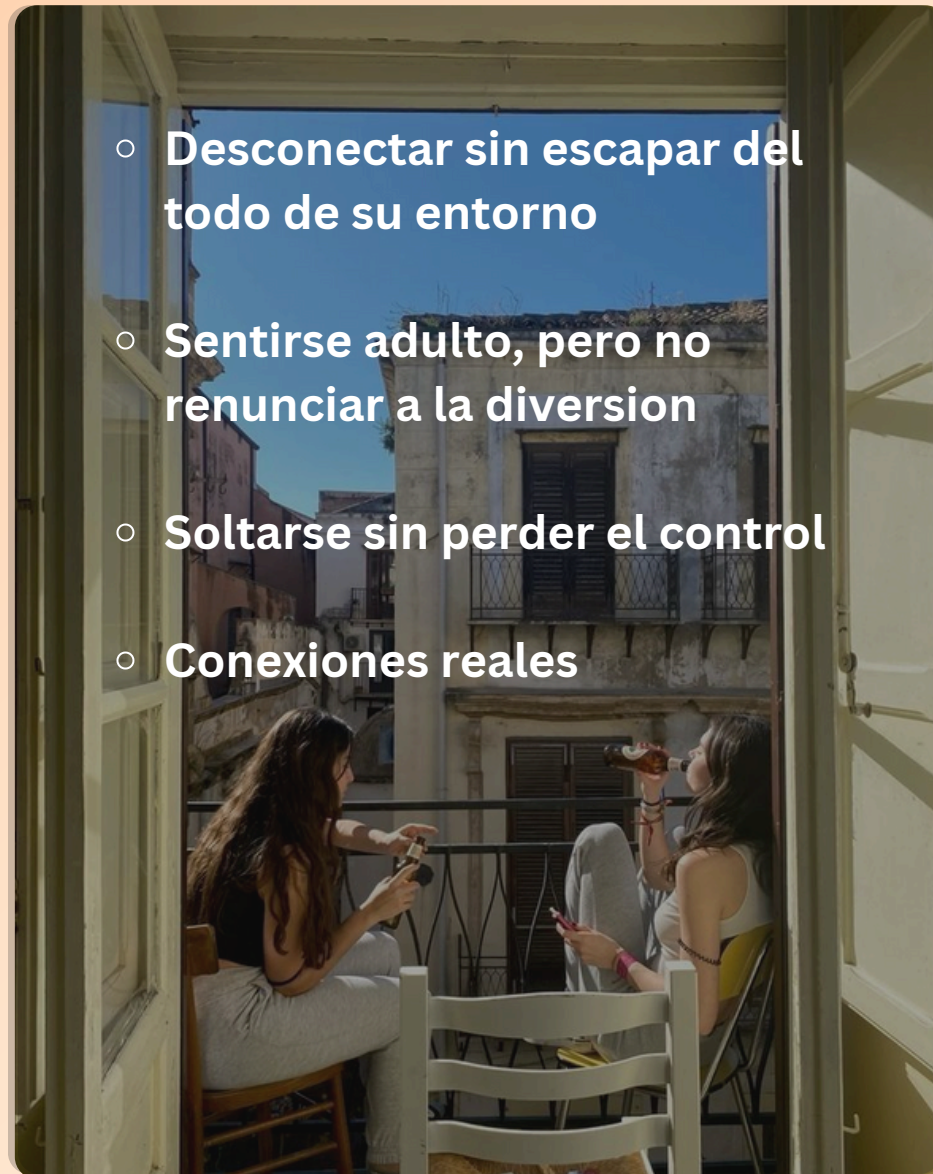 Desconectar sin escapar del
todo de su entorno
Sentirse adulto, pero no
renunciar a la diversion
Soltarse sin perder el control
Conexiones reales